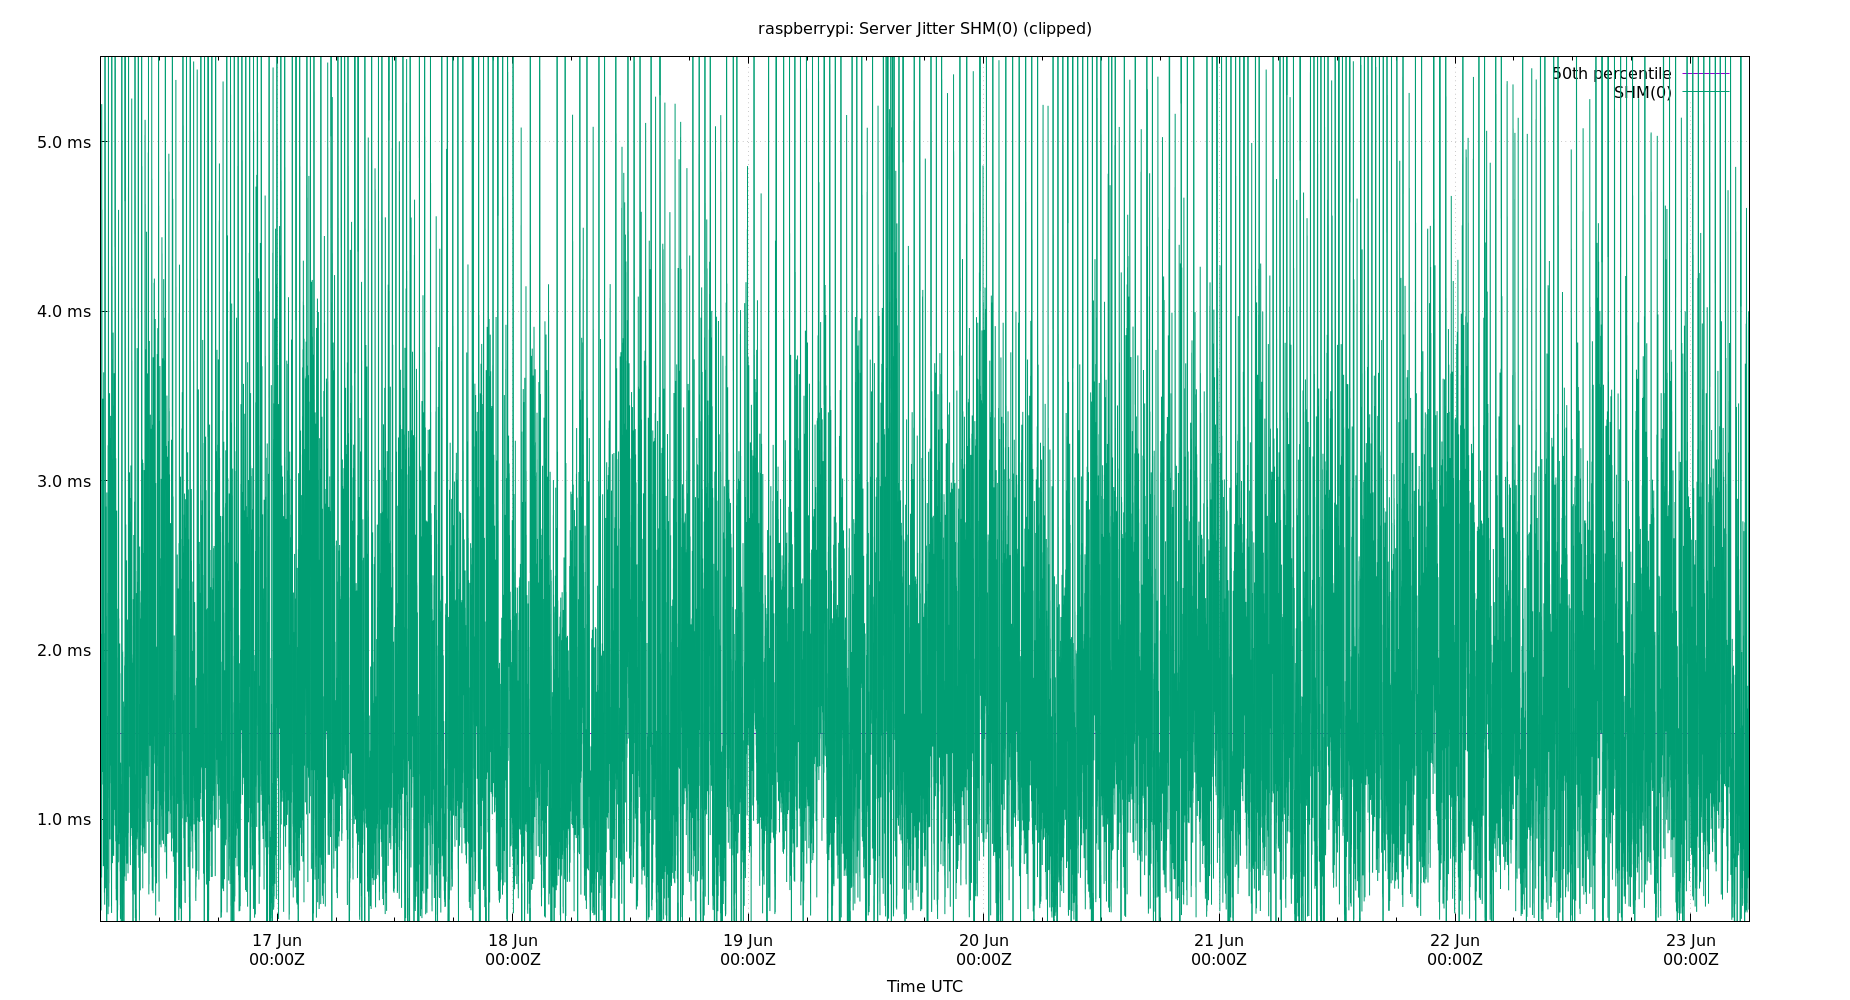 raspberrypi: Server Jitter SHM(0) (clipped)
50th percentile
SHM(0)
5.0 ms
4.0 ms
3.0 ms
2.0 ms
1.0 ms
17 Jun 18 Jun 19 Jun 20 Jun 21 Jun 22 Jun 23 Jun
00:00Z 00:00Z 00:00Z 00:00Z 00:00Z 00:00Z 00:00Z
Time UTC